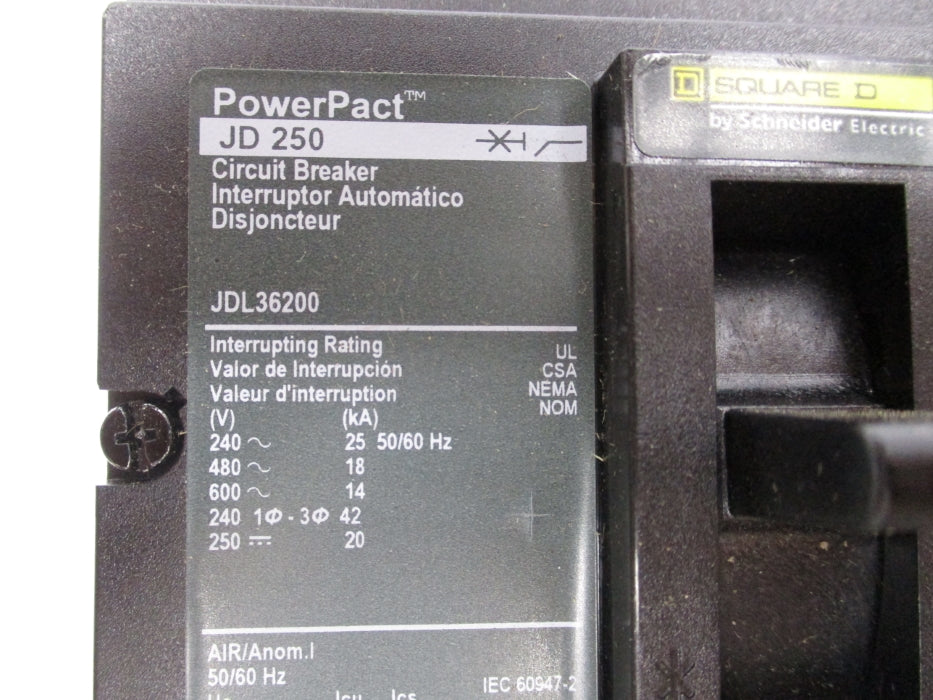 PowerPact™
JD 250
Circuit Breaker
Interruptor Automático
Disjoncteur
JDL36200
Interrupting Rating
Valor de Interrupción
Valeur d'interruption
UL
CSA
NEMA
NOM
(V) (kA)
240 ~ 25 50/60 Hz
480 ~ 18
600 ~ 14
240 1Φ - 3Φ 42
250 ⎓ 20
AIR/Anom.I
50/60 Hz
IEC 60947-2
Icu Ics
D SQUARE D
by Schneider Electric